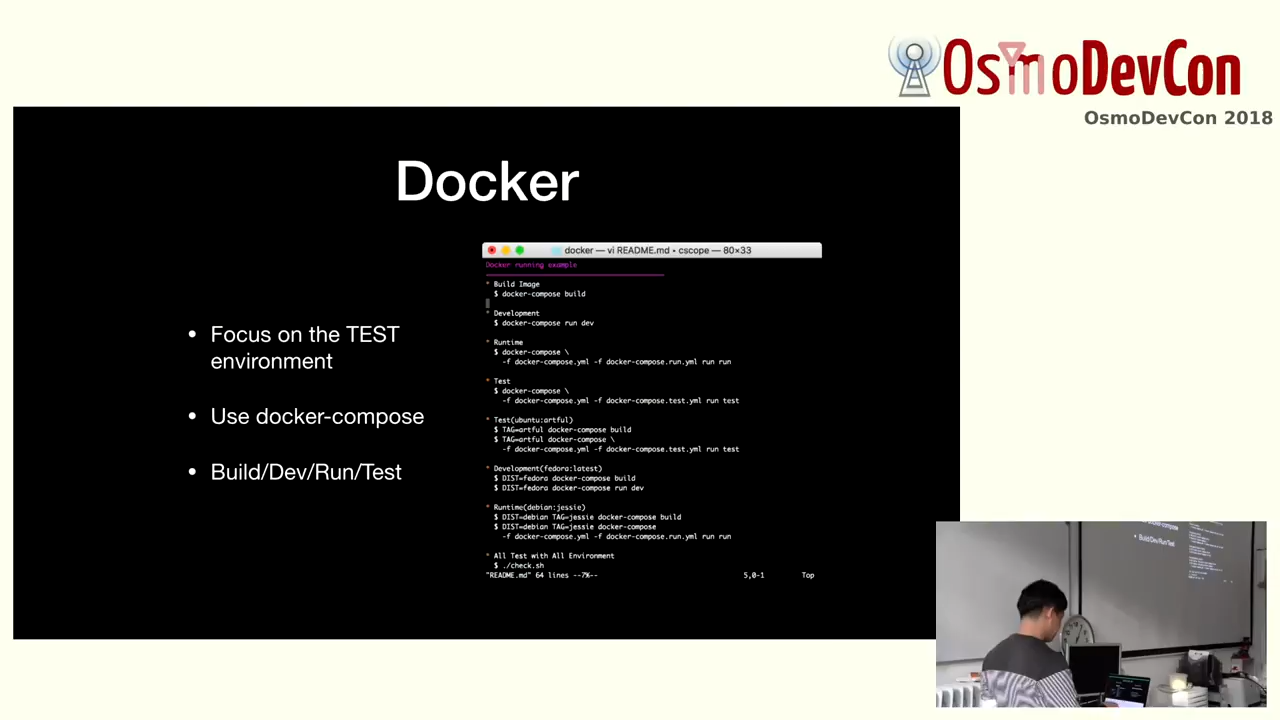 OsmoDevCon
OsmoDevCon 2018
Docker
• Focus on the TEST
environment
• Use docker-compose
• Build/Dev/Run/Test
docker — vi README.md • cscope — 80×33
Docker running example
* Build Image
$ docker-compose build
* Development
$ docker-compose run dev
* Runtime
$ docker-compose \
-f docker-compose.yml -f docker-compose.run.yml run run
* Test
$ docker-compose \
-f docker-compose.yml -f docker-compose.test.yml run test
* Test(ubuntu:artful)
$ TAG=artful docker-compose build
$ TAG=artful docker-compose \
-f docker-compose.yml -f docker-compose.test.yml run test
* Development(fedora:latest)
$ DIST=fedora docker-compose build
$ DIST=fedora docker-compose run dev
* Runtime(debian:jessie)
$ DIST=debian TAG=jessie docker-compose build
$ DIST=debian TAG=jessie docker-compose
-f docker-compose.yml -f docker-compose.run.yml run run
* All Test with All Environment
$ ./check.sh
"README.md" 64 lines --7%-- 5,0-1 Top
• Build/Dev/Run/Test